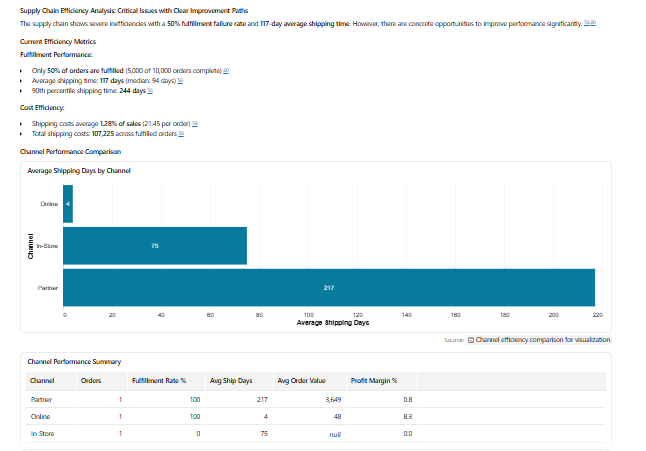 Supply Chain Efficiency Analysis: Critical Issues with Clear Improvement Paths
The supply chain shows severe inefficiencies with a 50% fulfillment failure rate and 117-day average shipping time. However, there are concrete opportunities to improve performance significantly.
Current Efficiency Metrics
Fulfillment Performance:
• Only 50% of orders are fulfilled (5,000 of 10,000 orders complete)
• Average shipping time: 117 days (median: 94 days)
• 90th percentile shipping time: 244 days
Cost Efficiency:
• Shipping costs average 1.28% of sales (21.45 per order)
• Total shipping costs: 107,225 across fulfilled orders
Channel Performance Comparison
Average Shipping Days by Channel
Channel
Online 4
In-Store 75
Partner 217
0 20 40 60 80 100 120 140 160 180 200 220
Average Shipping Days
Source: Channel efficiency comparison for visualization
Channel Performance Summary
Channel Orders Fulfillment Rate % Avg Ship Days Avg Order Value Profit Margin %
Partner 1 100 217 3,649 0.8
Online 1 100 4 48 8.3
In-Store 1 0 75 null 0.0